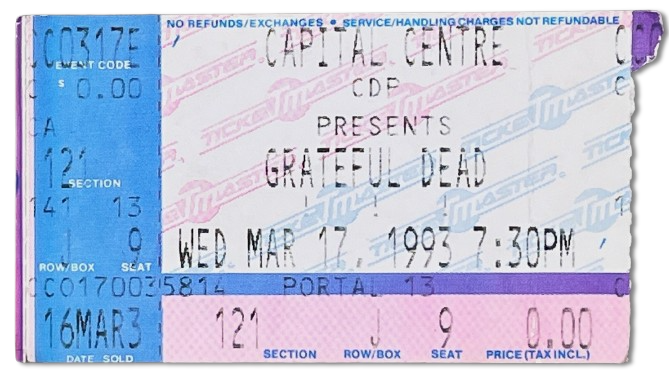 NO REFUNDS/EXCHANGES • SERVICE/HANDLING CHARGES NOT REFUNDABLE
CC0317E CAPITAL CENTRE
EVENT CODE
$ 0.00 CDP
CA PRESENTS
121 GRATEFUL DEAD
SECTION
141 13
J 9 WED MAR 17, 1993 7:30PM
ROW/BOX SEAT
CC0170035814 PORTAL 13
16MAR3 121 J 9 0.00
DATE SOLD SECTION ROW/BOX SEAT PRICE (TAX INCL.)
TICKETMASTER